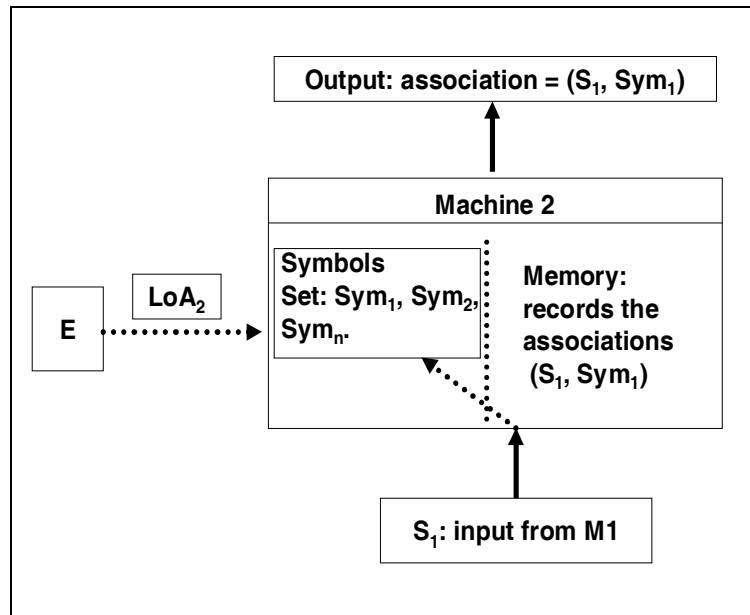 Output: association = (S₁, Sym₁)
Machine 2
Symbols
Set: Sym₁, Sym₂,
Symₙ.
Memory:
records the
associations
(S₁, Sym₁)
LoA₂
E
S₁: input from M1